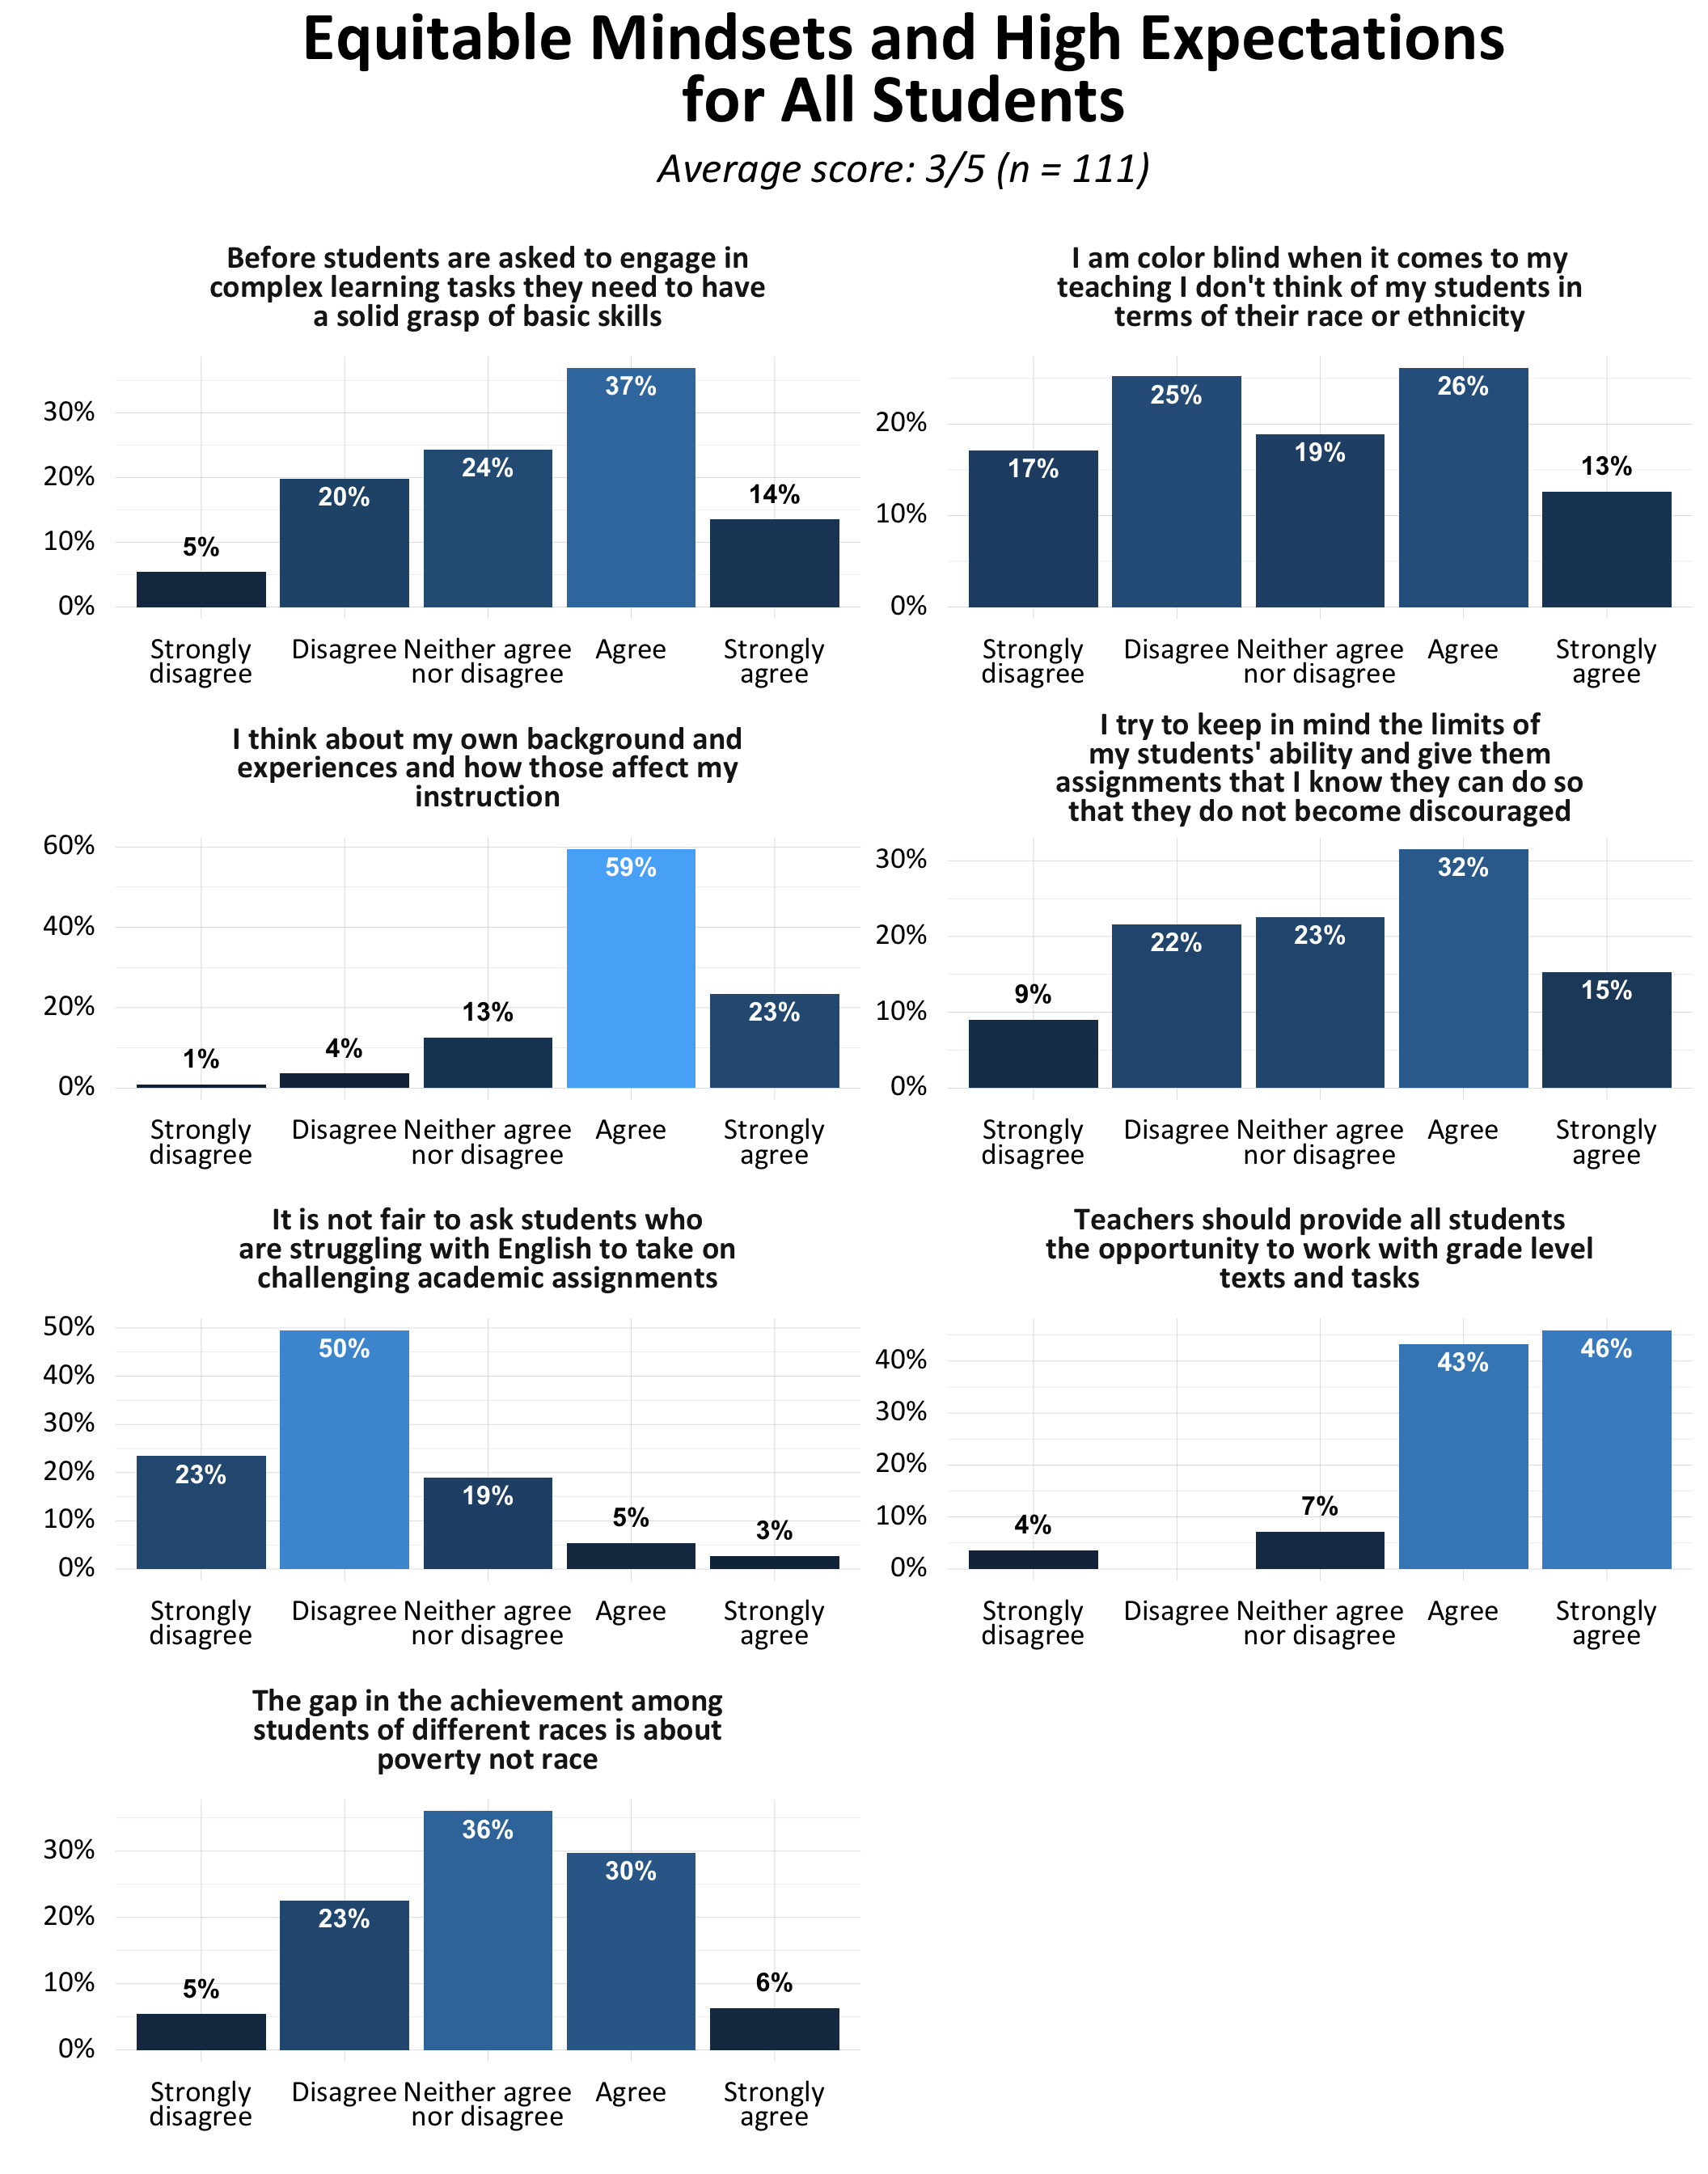 Equitable Mindsets and High Expectations
for All Students
Average score: 3/5 (n = 111)
Before students are asked to engage in
complex learning tasks they need to have
a solid grasp of basic skills
30%
20%
10%
0%
5%
20%
24%
37%
14%
Strongly
disagree
Disagree
Neither agree
nor disagree
Agree
Strongly
agree
I am color blind when it comes to my
teaching I don't think of my students in
terms of their race or ethnicity
20%
10%
0%
17%
25%
19%
26%
13%
Strongly
disagree
Disagree
Neither agree
nor disagree
Agree
Strongly
agree
I think about my own background and
experiences and how those affect my
instruction
60%
40%
20%
0%
1%
4%
13%
59%
23%
Strongly
disagree
Disagree
Neither agree
nor disagree
Agree
Strongly
agree
I try to keep in mind the limits of
my students' ability and give them
assignments that I know they can do so
that they do not become discouraged
30%
20%
10%
0%
9%
22%
23%
32%
15%
Strongly
disagree
Disagree
Neither agree
nor disagree
Agree
Strongly
agree
It is not fair to ask students who
are struggling with English to take on
challenging academic assignments
50%
40%
30%
20%
10%
0%
23%
50%
19%
5%
3%
Strongly
disagree
Disagree
Neither agree
nor disagree
Agree
Strongly
agree
Teachers should provide all students
the opportunity to work with grade level
texts and tasks
40%
30%
20%
10%
0%
4%
7%
43%
46%
Strongly
disagree
Disagree
Neither agree
nor disagree
Agree
Strongly
agree
The gap in the achievement among
students of different races is about
poverty not race
30%
20%
10%
0%
5%
23%
36%
30%
6%
Strongly
disagree
Disagree
Neither agree
nor disagree
Agree
Strongly
agree